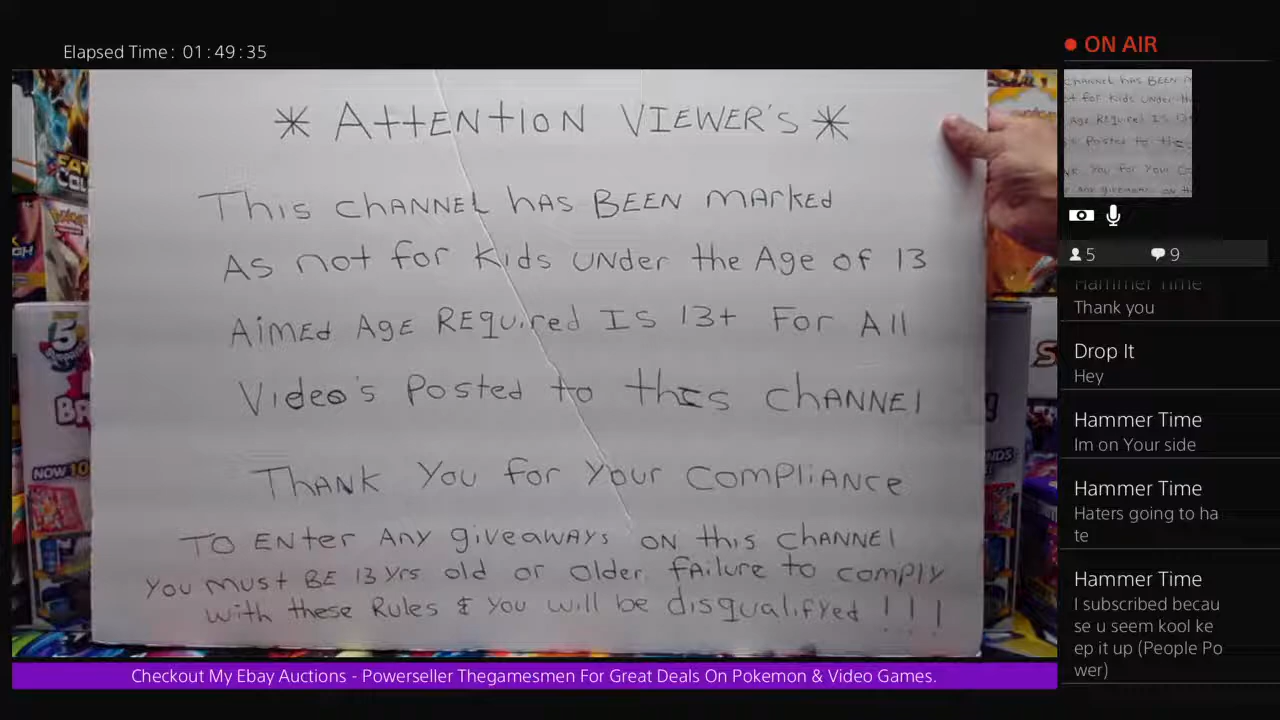 Elapsed Time: 01:49:35
ON AIR
✳ Attention Viewer's ✳
This channel has been marked
As not for kids under the Age of 13
Aimed Age Required Is 13+ For All
Video's Posted to this channel
Thank You for Your Compliance
To Enter Any giveaways on this channel
You must Be 13 yrs old or older failure to comply
with these Rules & you will be disqualifyed !!!
NOW 10
Checkout My Ebay Auctions - Powerseller Thegamesmen For Great Deals On Pokemon & Video Games.
5
9
Hammer Time
Thank you
Drop It
Hey
Hammer Time
Im on Your side
Hammer Time
Haters going to ha
te
Hammer Time
I subscribed becau
se u seem kool ke
ep it up (People Po
wer)